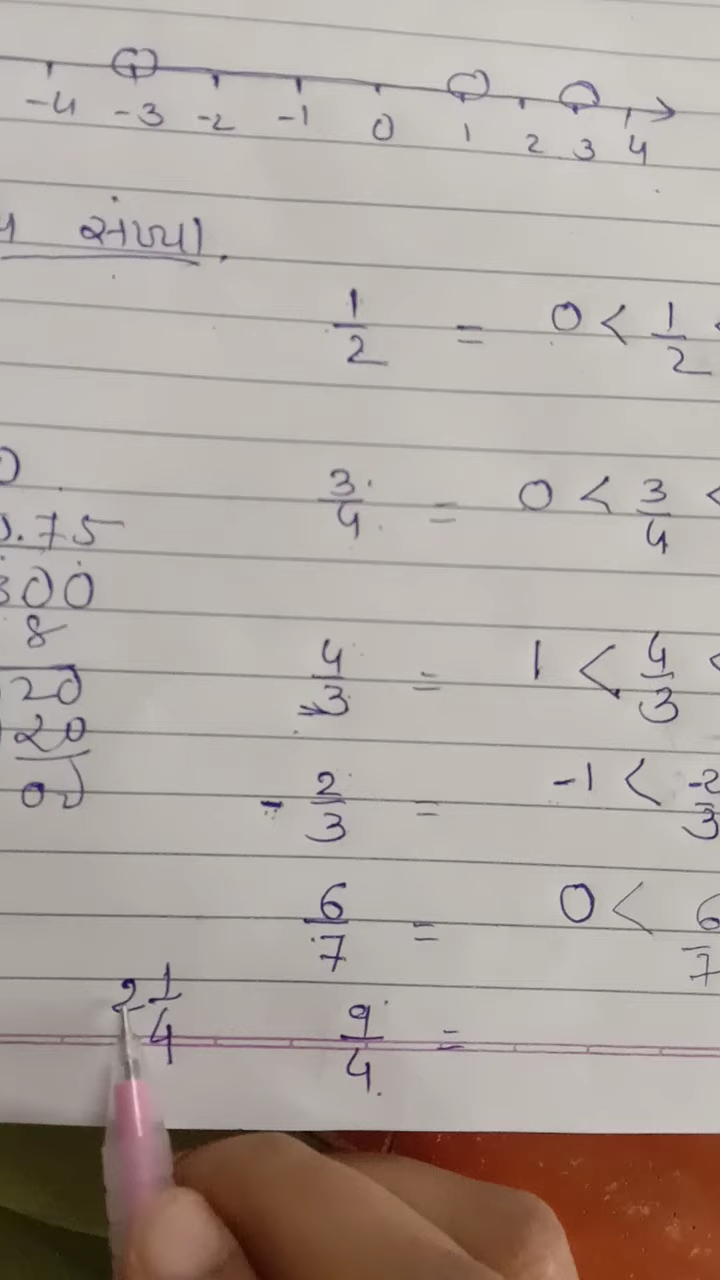 -4 -3 -2 -1 0 1 2 3 4
સંખ્યા.
1/2 = 0 < 1/2 <
3/4 = 0 < 3/4 <
0.75
300
8
20
20
00
4/3 = 1 < 4/3 <
-2/3 = -1 < -2/3
6/7 = 0 < 6/7
2 1/4
9/4 =